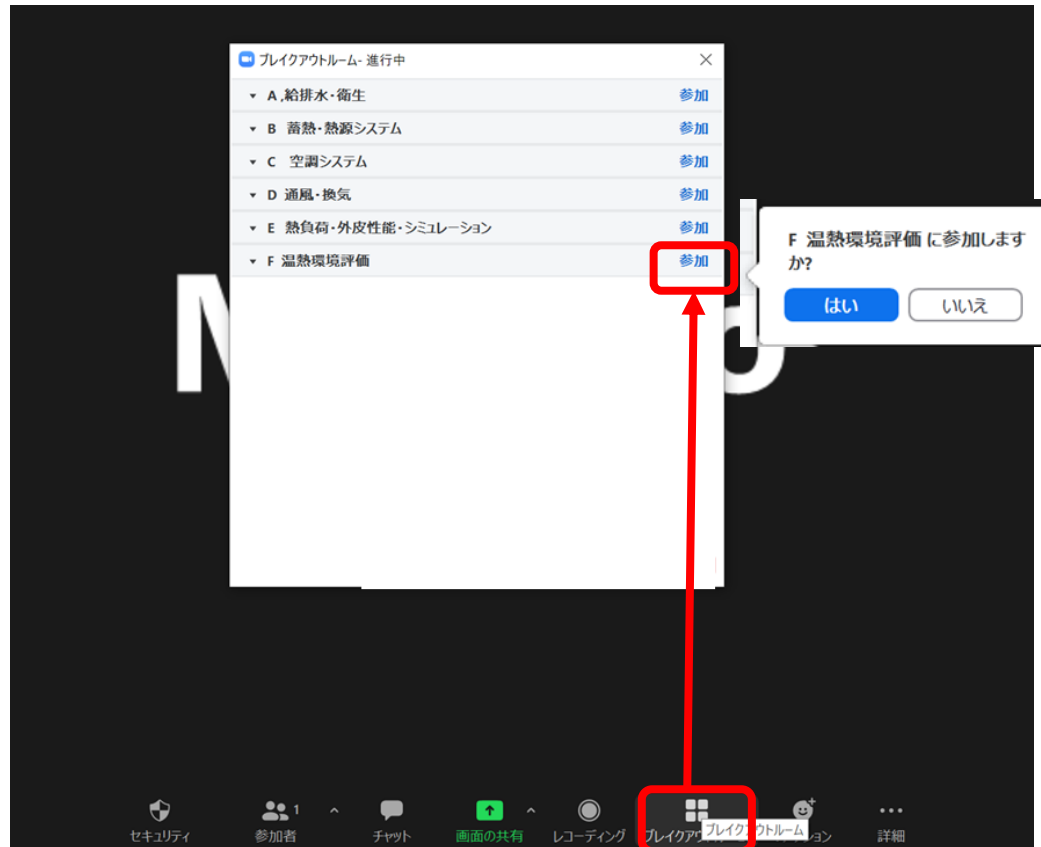 ブレイクアウトルーム- 進行中
A ,給排水・衛生 参加
B 蓄熱・熱源システム 参加
C 空調システム 参加
D 通風・換気 参加
E 熱負荷・外皮性能・シミュレーション 参加
F 温熱環境評価 参加
F 温熱環境評価 に参加します
か?
はい いいえ
1
セキュリティ 参加者 チャット 画面の共有 レコーディング ブレイクアウトルーム 詳細